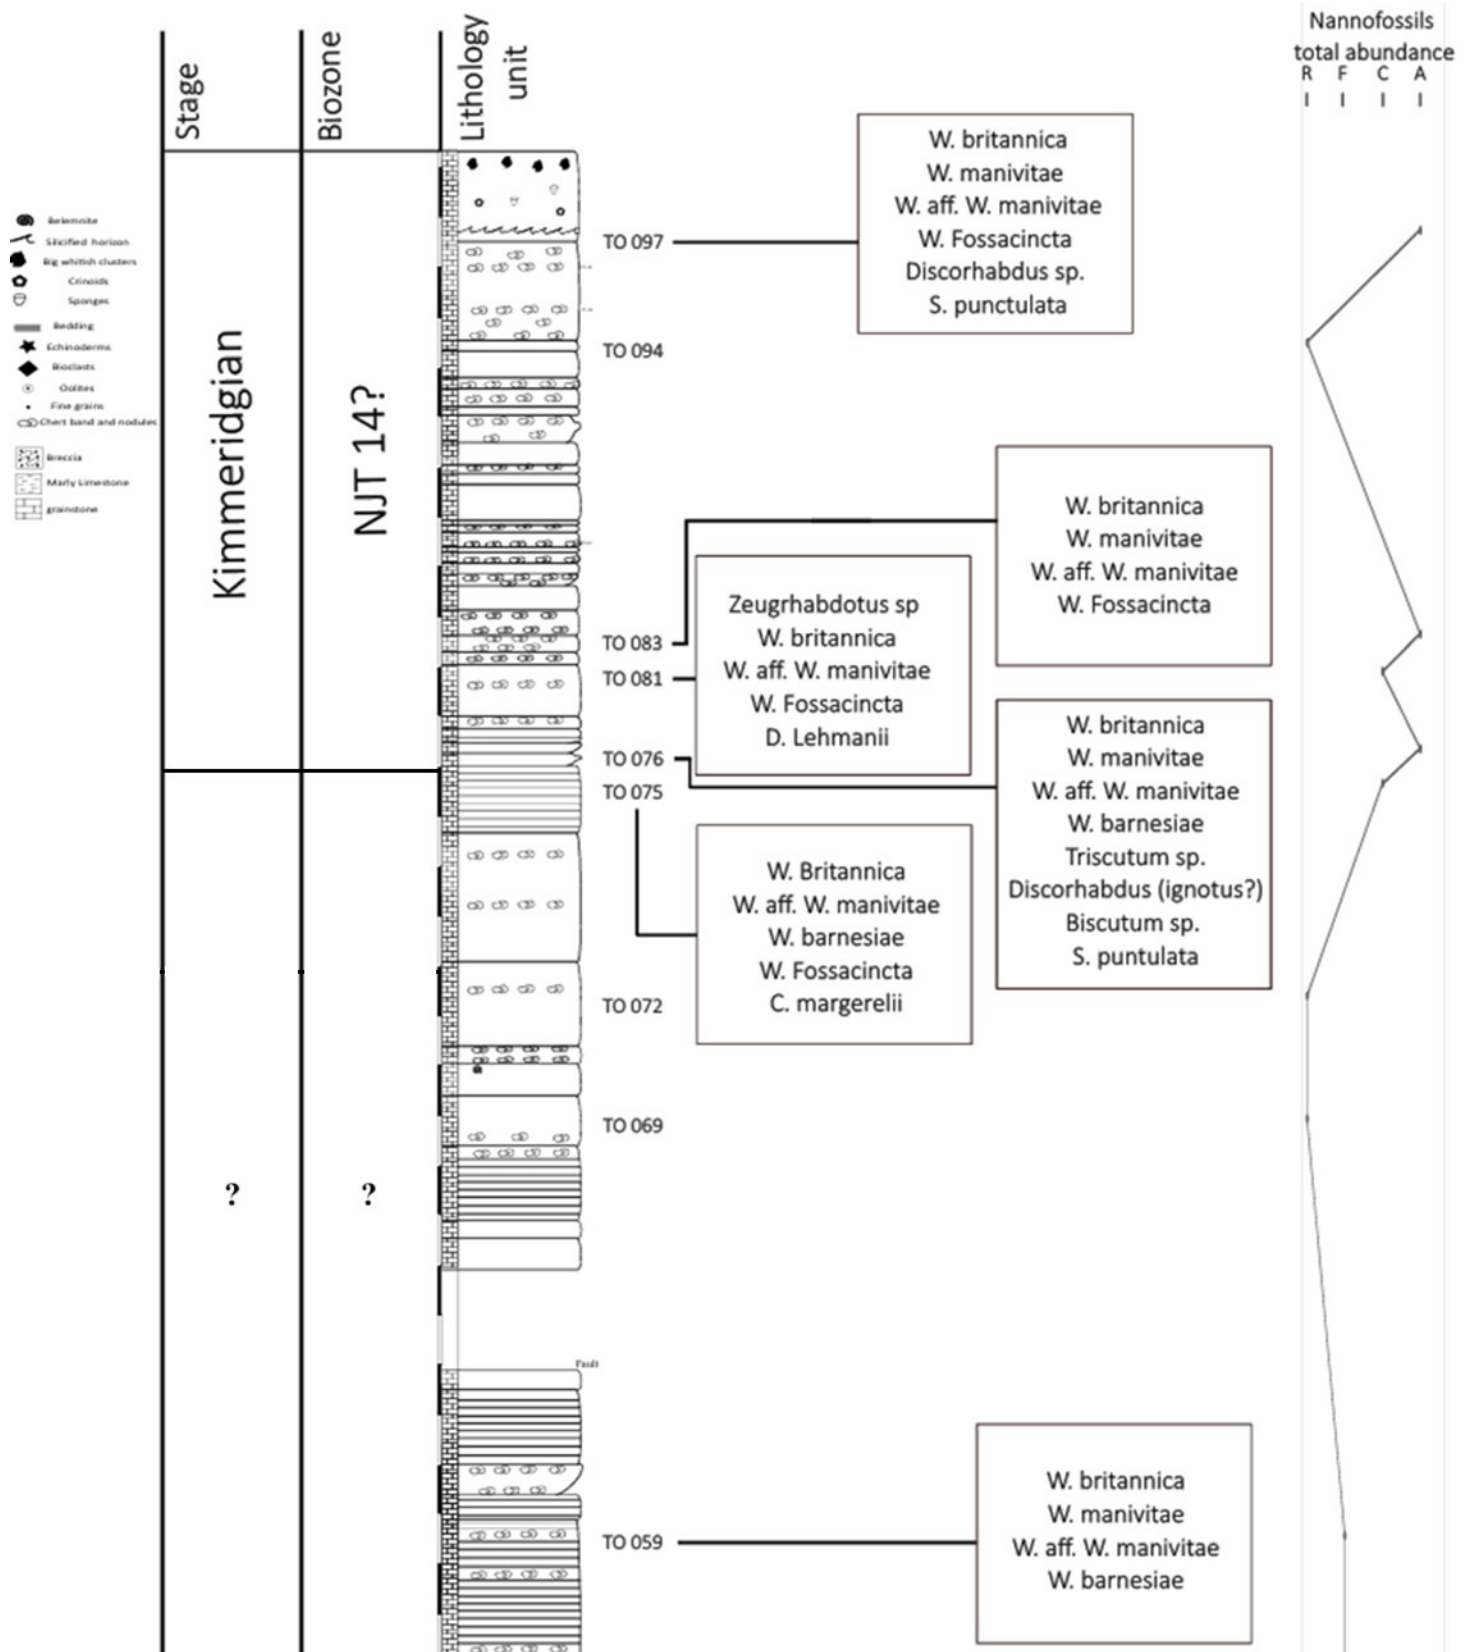 Stage
Biozone
Lithology
unit
Nannofossils
total abundance
R F C A
Belemnite
Silicified horizon
Big whitish clusters
Crinoids
Sponges
Bedding
Echinoderms
Bioclasts
Oolites
Fine grains
Chert band and nodules
Breccia
Marly Limestone
grainstone
Kimmeridgian
NJT 14?
?
?
TO 097
W. britannica
W. manivitae
W. aff. W. manivitae
W. Fossacincta
Discorhabdus sp.
S. punctulata
TO 094
TO 083
W. britannica
W. manivitae
W. aff. W. manivitae
W. Fossacincta
TO 081
Zeugrhabdotus sp
W. britannica
W. aff. W. manivitae
W. Fossacincta
D. Lehmanii
TO 076
W. britannica
W. manivitae
W. aff. W. manivitae
W. barnesiae
Triscutum sp.
Discorhabdus (ignotus?)
Biscutum sp.
S. puntulata
TO 075
W. Britannica
W. aff. W. manivitae
W. barnesiae
W. Fossacincta
C. margerelii
TO 072
TO 069
Fault
TO 059
W. britannica
W. manivitae
W. aff. W. manivitae
W. barnesiae